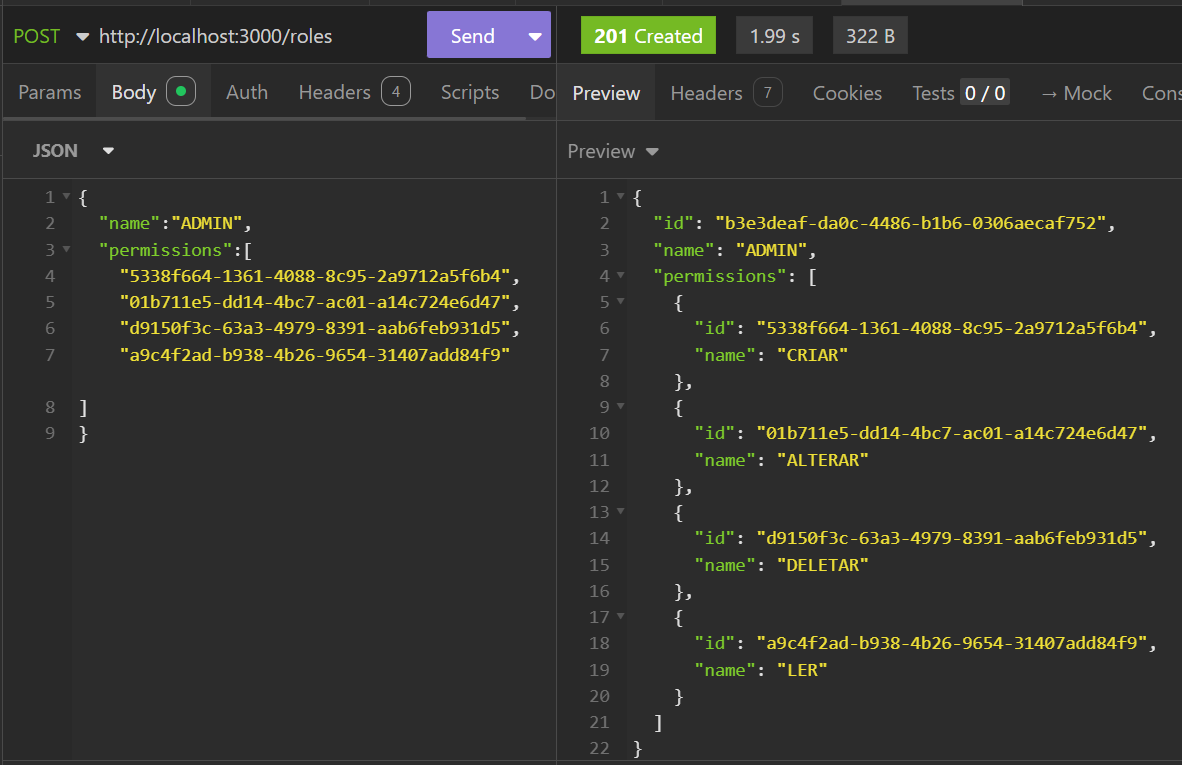 POST http://localhost:3000/roles Send
201 Created 1.99 s 322 B
Params Body Auth Headers 4 Scripts Do
Preview Headers 7 Cookies Tests 0 / 0 → Mock Cons
JSON
Preview
1 {
2 "name":"ADMIN",
3 "permissions":[
4 "5338f664-1361-4088-8c95-2a9712a5f6b4",
5 "01b711e5-dd14-4bc7-ac01-a14c724e6d47",
6 "d9150f3c-63a3-4979-8391-aab6feb931d5",
7 "a9c4f2ad-b938-4b26-9654-31407add84f9"
8 ]
9 }
1 {
2 "id": "b3e3deaf-da0c-4486-b1b6-0306aecaf752",
3 "name": "ADMIN",
4 "permissions": [
5 {
6 "id": "5338f664-1361-4088-8c95-2a9712a5f6b4",
7 "name": "CRIAR"
8 },
9 {
10 "id": "01b711e5-dd14-4bc7-ac01-a14c724e6d47",
11 "name": "ALTERAR"
12 },
13 {
14 "id": "d9150f3c-63a3-4979-8391-aab6feb931d5",
15 "name": "DELETAR"
16 },
17 {
18 "id": "a9c4f2ad-b938-4b26-9654-31407add84f9",
19 "name": "LER"
20 }
21 ]
22 }